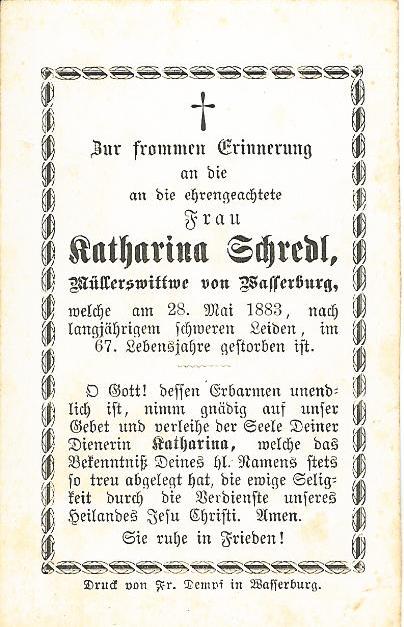 Zur frommen Erinnerung
an die
an die ehrengeachtete
Frau
Katharina Schredl,
Müllerswittwe von Wasserburg,
welche am 28. Mai 1883, nach
langjährigem schweren Leiden, im
67. Lebensjahre gestorben ist.
O Gott! dessen Erbarmen unend-
lich ist, nimm gnädig auf unser
Gebet und verleihe der Seele Deiner
Dienerin Katharina, welche das
Bekenntniß Deines hl. Namens stets
so treu abgelegt hat, die ewige Selig-
keit durch die Verdienste unseres
Heilandes Jesu Christi. Amen.
Sie ruhe in Frieden!
Druck von Fr. Dempf in Wasserburg.